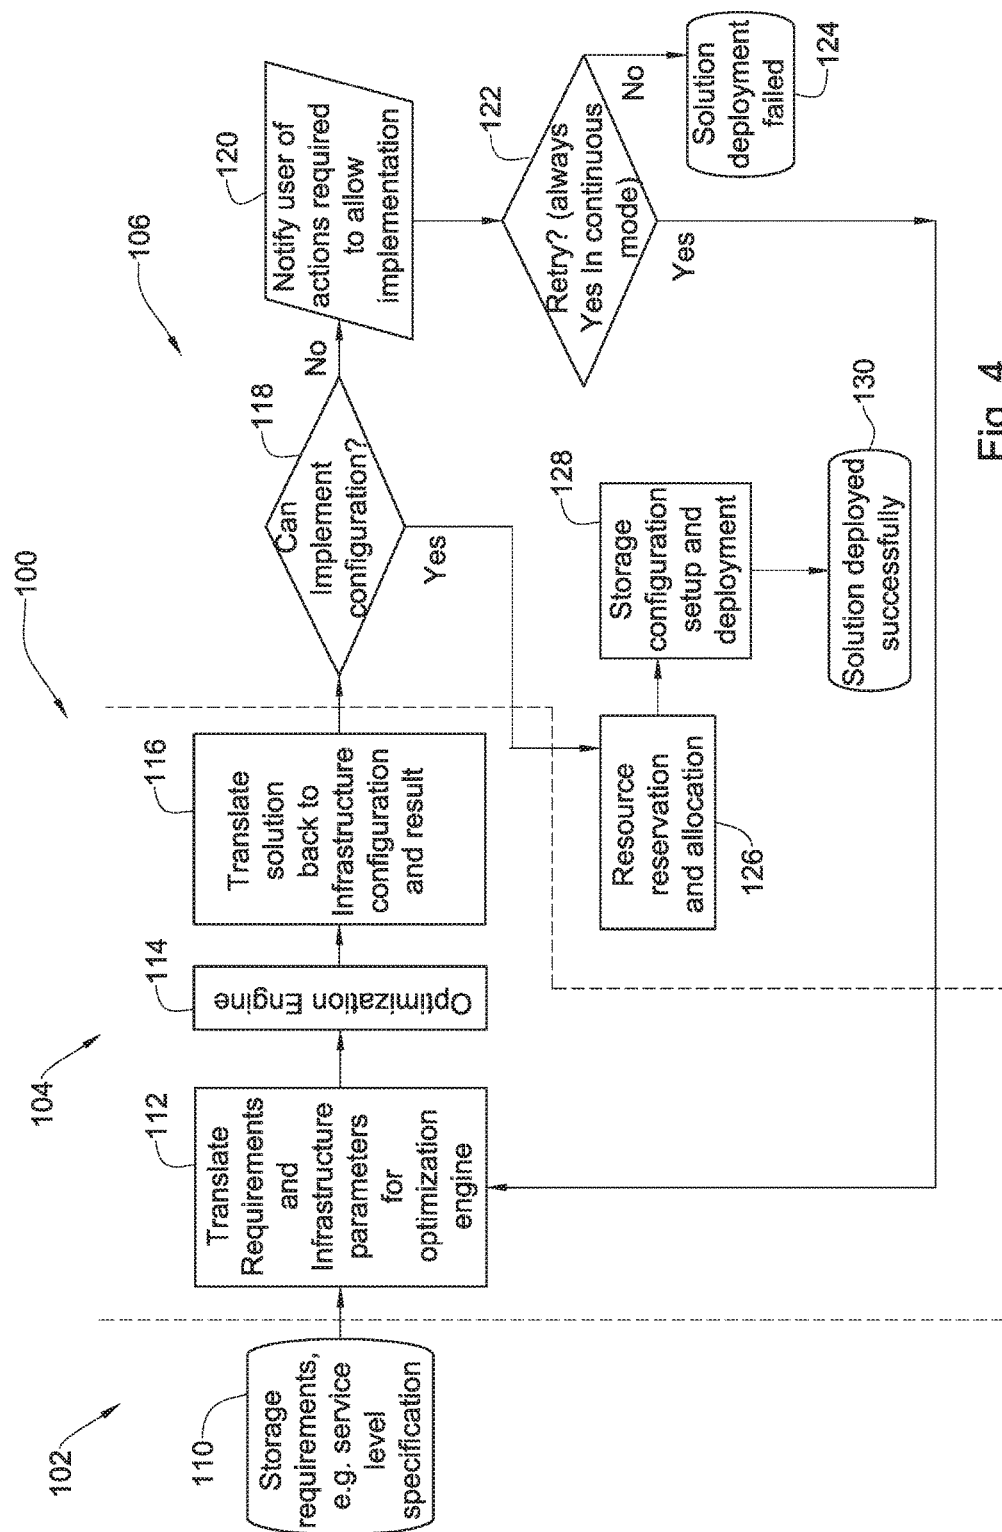 100
102
104
106
110
Storage
requirements,
e.g. service
level
specification
112
Translate
Requirements
and
Infrastructure
parameters
for
optimization
engine
114
Optimization Engine
116
Translate
solution
back to
Infrastructure
configuration
and result
118
Can
Implement
configuration?
No
Yes
120
Notify user of
actions required
to allow
implementation
122
Retry? (always
Yes In continuous
mode)
No
Yes
Solution
deployment
failed
124
Resource
reservation
and allocation
126
128
Storage
configuration
setup and
deployment
130
Solution deployed
successfully
Fig. 4